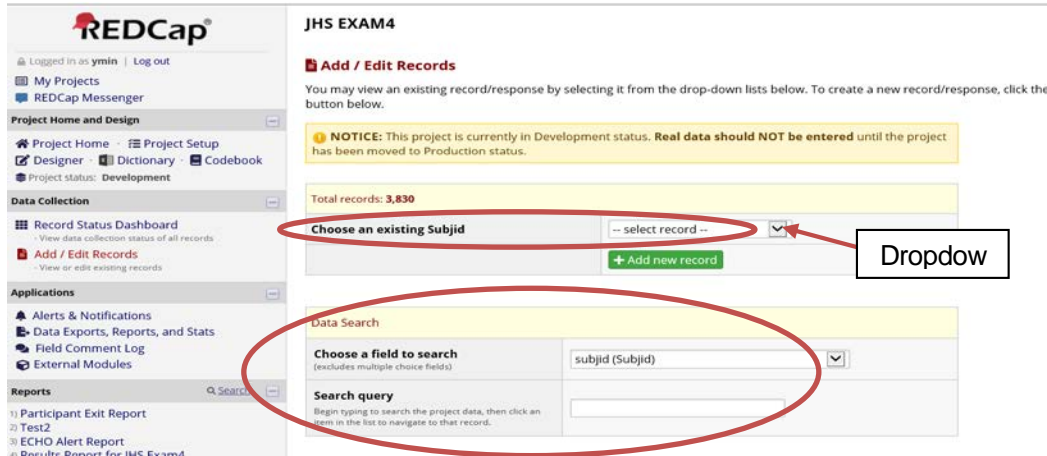 REDCap®
Logged in as ymin | Log out
My Projects
REDCap Messenger
Project Home and Design
Project Home · Project Setup
Designer · Dictionary · Codebook
Project status: Development
Data Collection
Record Status Dashboard
- View data collection status of all records
Add / Edit Records
- View or edit existing records
Applications
Alerts & Notifications
Data Exports, Reports, and Stats
Field Comment Log
External Modules
Reports Search
1) Participant Exit Report
2) Test2
3) ECHO Alert Report
4) Results Report for JHS Exam4
JHS EXAM4
Add / Edit Records
You may view an existing record/response by selecting it from the drop-down lists below. To create a new record/response, click the
button below.
NOTICE: This project is currently in Development status. Real data should NOT be entered until the project
has been moved to Production status.
Total records: 3,830
Choose an existing Subjid -- select record --
+ Add new record
Dropdow
Data Search
Choose a field to search subjid (Subjid)
(excludes multiple choice fields)
Search query
Begin typing to search the project data, then click an
item in the list to navigate to that record.